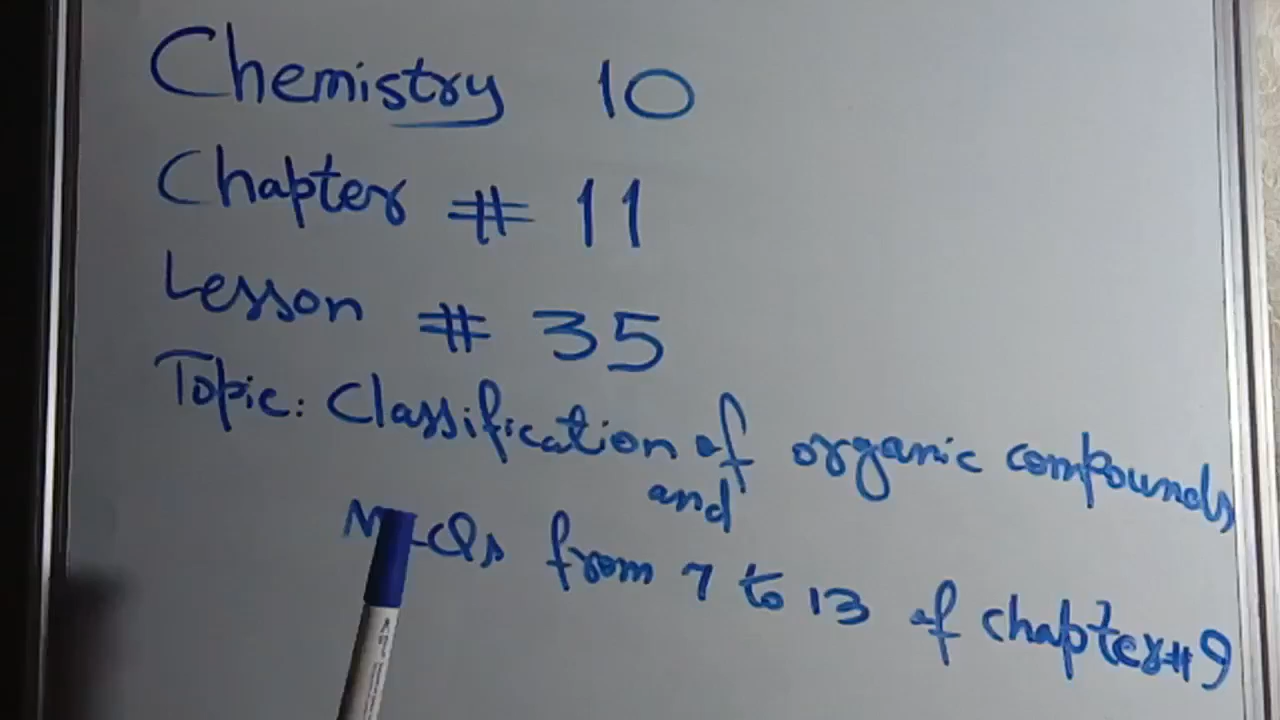 Chemistry 10
Chapter # 11
Lesson # 35
Topic: Classification of organic compounds
and
MCQs from 7 to 13 of chapter # 9